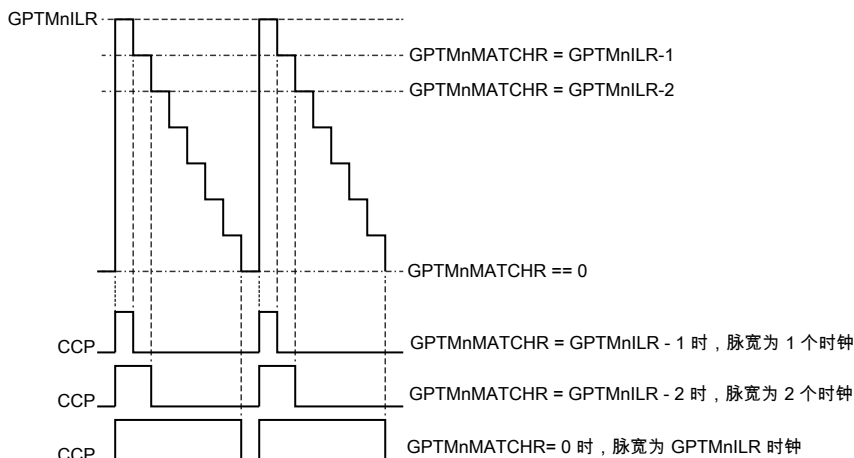 GPTMnILR
GPTMnMATCHR = GPTMnILR-1
GPTMnMATCHR = GPTMnILR-2
GPTMnMATCHR == 0
CCP
GPTMnMATCHR = GPTMnILR - 1 时，脉宽为 1 个时钟
CCP
GPTMnMATCHR = GPTMnILR - 2 时，脉宽为 2 个时钟
CCP
GPTMnMATCHR= 0 时，脉宽为 GPTMnILR 时钟